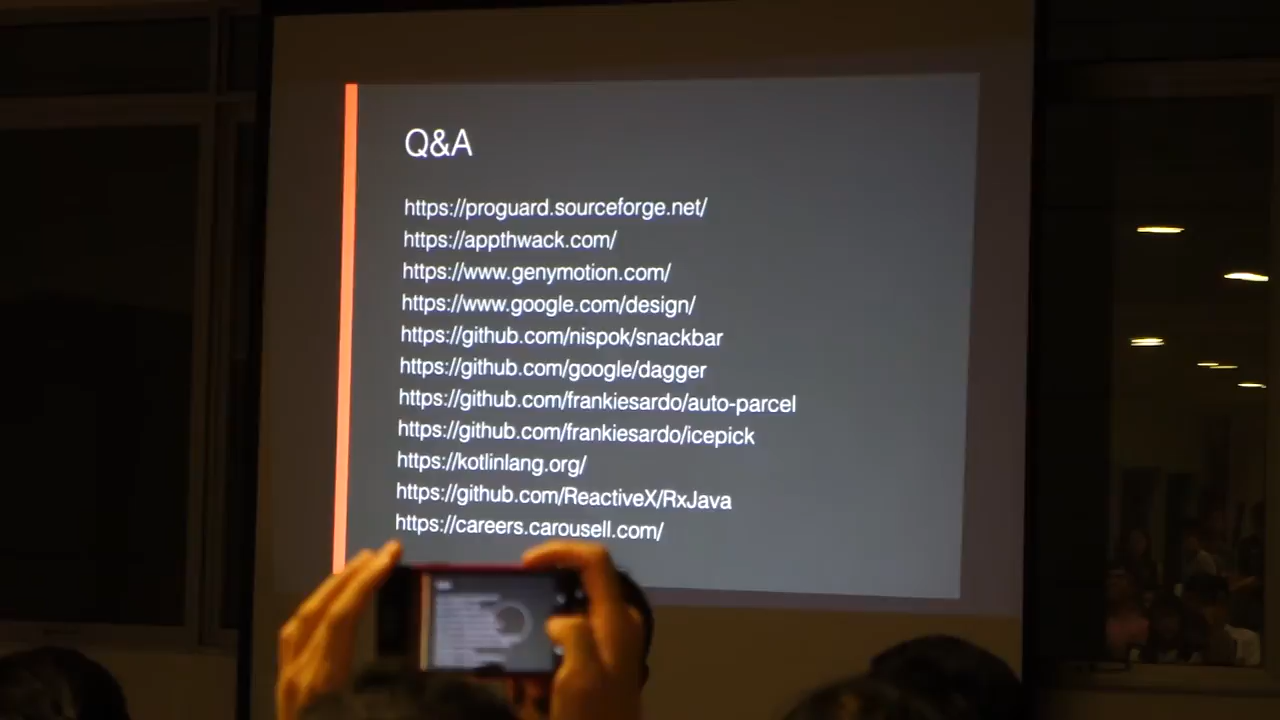 Q&A
https://proguard.sourceforge.net/
https://appthwack.com/
https://www.genymotion.com/
https://www.google.com/design/
https://github.com/nispok/snackbar
https://github.com/google/dagger
https://github.com/frankiesardo/auto-parcel
https://github.com/frankiesardo/icepick
https://kotlinlang.org/
https://github.com/ReactiveX/RxJava
https://careers.carousell.com/